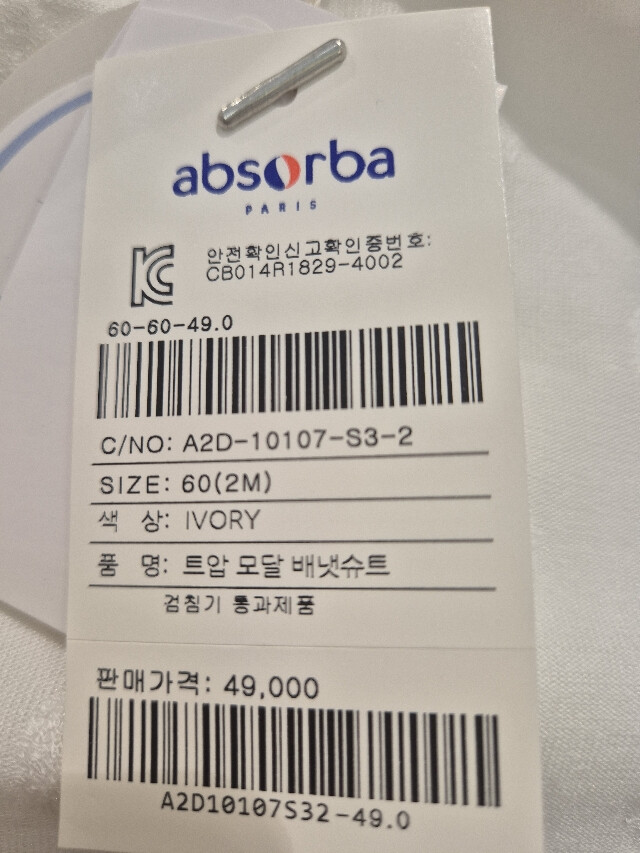 absorba
PARIS
안전확인신고확인증번호:
CB014R1829-4002
60-60-49.0
C/NO: A2D-10107-S3-2
SIZE: 60(2M)
색 상: IVORY
품 명: 트압 모달 배냇슈트
검침기 통과제품
판매가격: 49,000
A2D10107S32-49.0